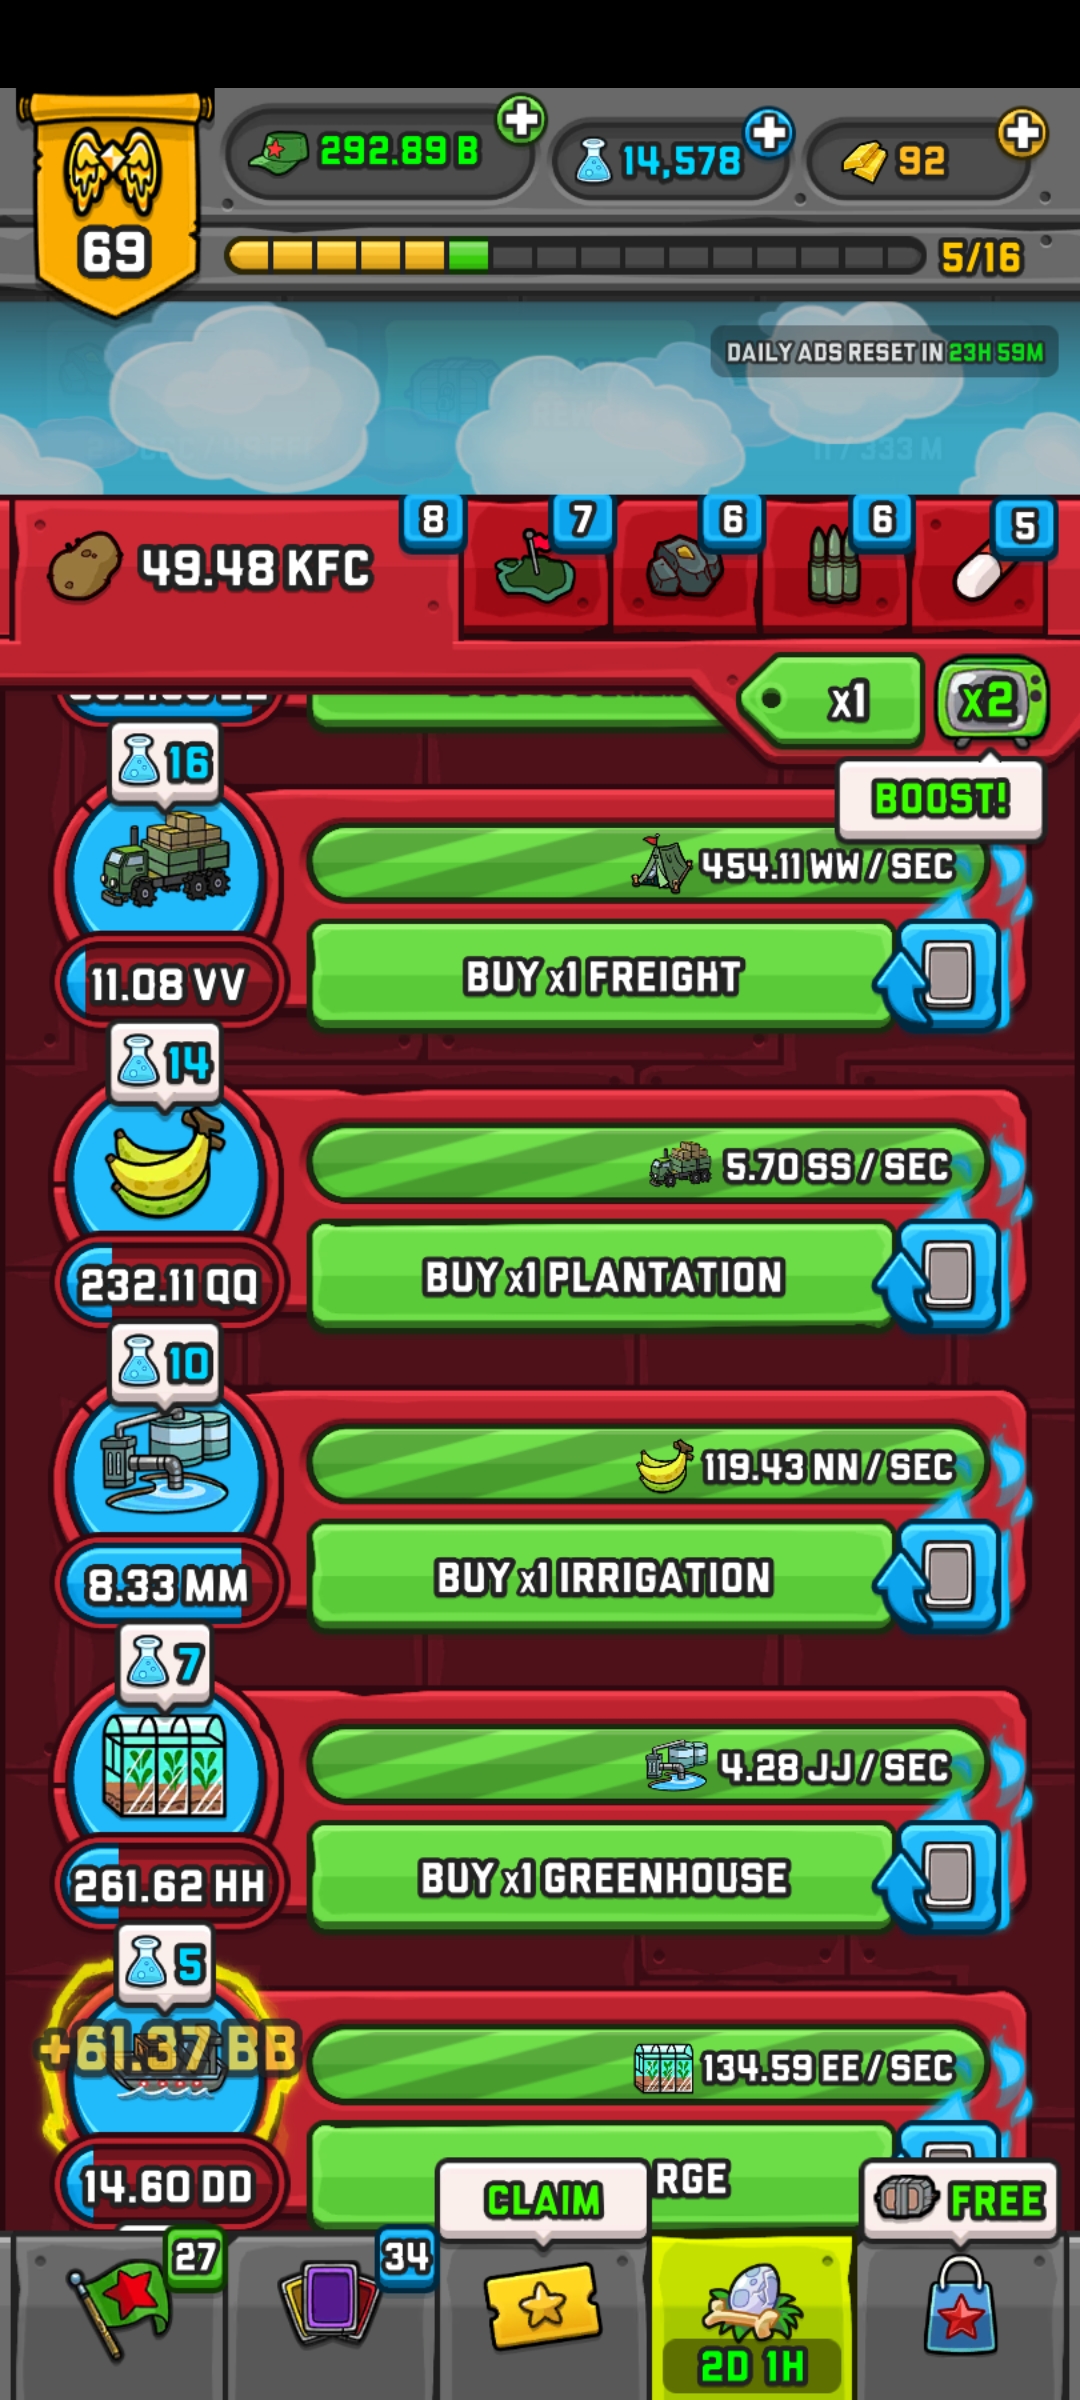 292.89 B
14,578
92
69
5/16
DAILY ADS RESET IN 23H 59M
49.48 KFC
8
7
6
6
5
x1
x2
BOOST!
16
454.11 WW / SEC
11.08 VV
BUY x1 FREIGHT
14
5.70 SS / SEC
232.11 QQ
BUY x1 PLANTATION
10
119.43 NN / SEC
8.33 MM
BUY x1 IRRIGATION
7
4.28 JJ / SEC
261.62 HH
BUY x1 GREENHOUSE
5
+61.37 BB
134.59 EE / SEC
14.60 DD
RGE
CLAIM
FREE
27
34
2D 1H